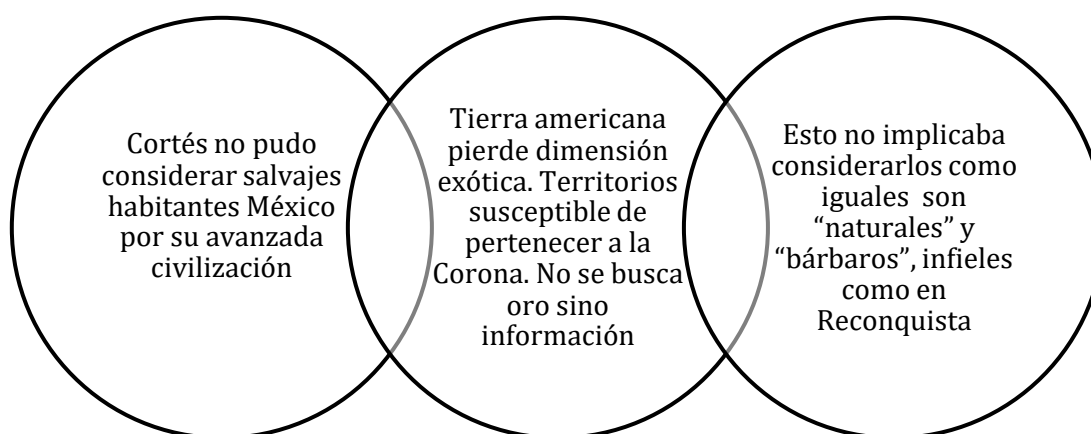 Cortés no pudo
considerar salvajes
habitantes México
por su avanzada
civilización
Tierra americana
pierde dimensión
exótica. Territorios
susceptible de
pertenecer a la
Corona. No se busca
oro sino
información
Esto no implicaba
considerarlos como
iguales son
“naturales” y
“bárbaros”, infieles
como en
Reconquista